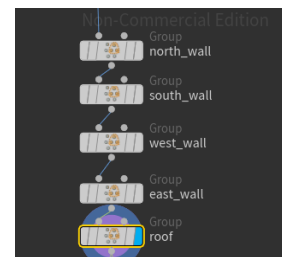 Non-Commercial Edition
Group
north_wall
Group
south_wall
Group
west_wall
Group
east_wall
Group
roof